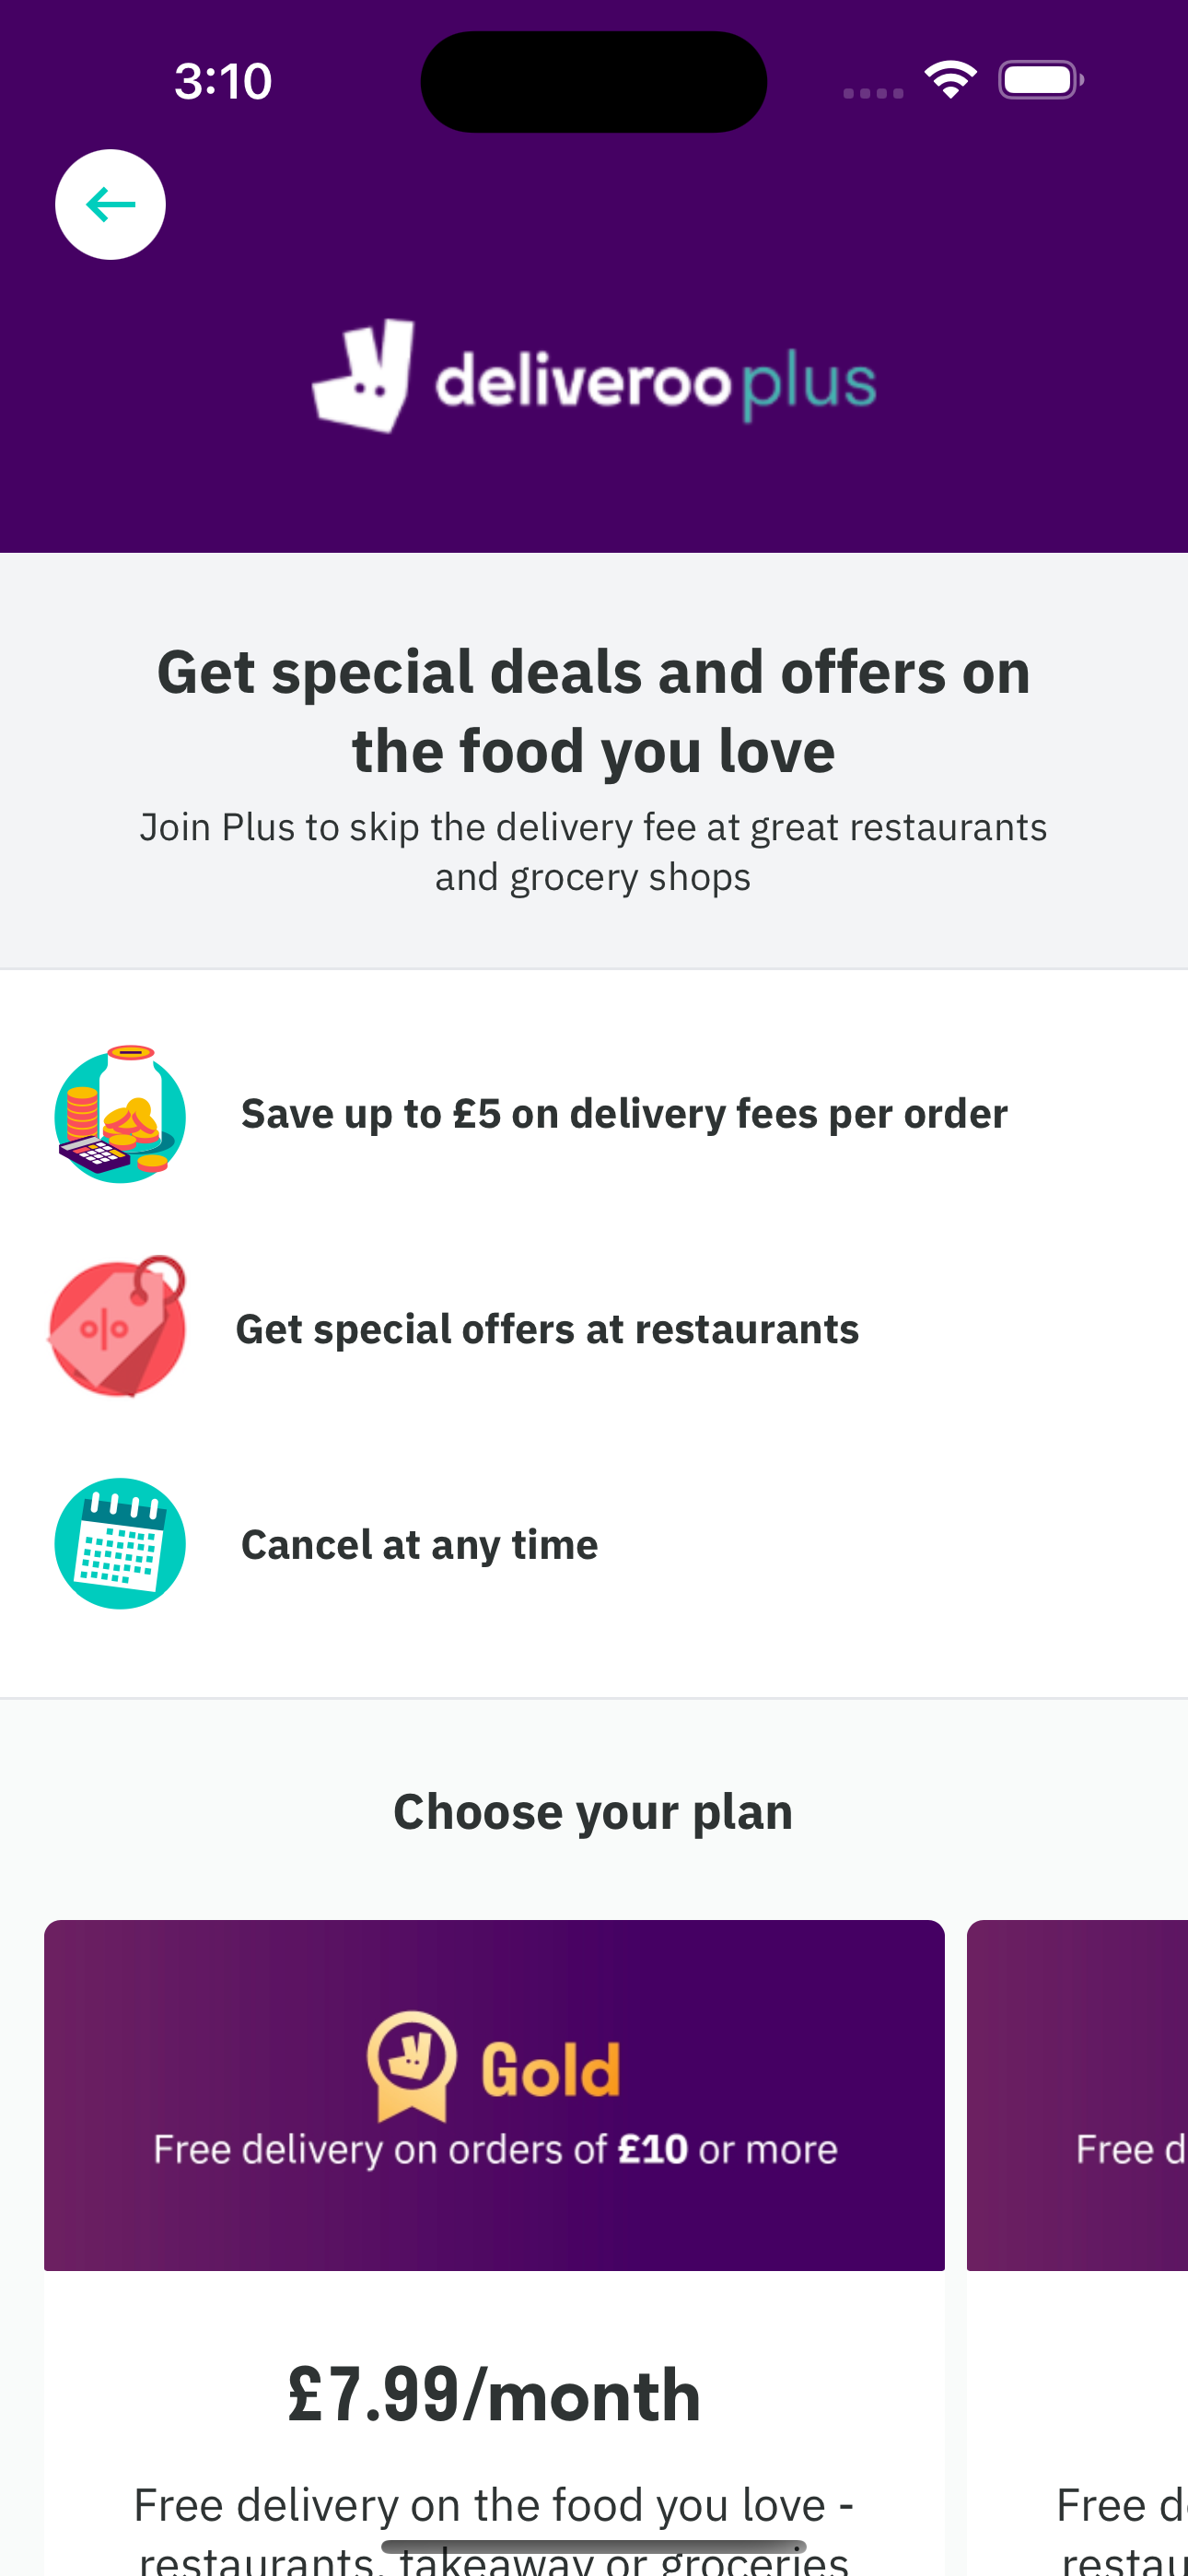 3:10
deliveroo plus
Get special deals and offers on
the food you love
Join Plus to skip the delivery fee at great restaurants
and grocery shops
Save up to £5 on delivery fees per order
Get special offers at restaurants
Cancel at any time
Choose your plan
Gold
Free delivery on orders of £10 or more
Free d
£7.99/month
Free delivery on the food you love -
restaurants, takeaway or groceries
Free d
restau